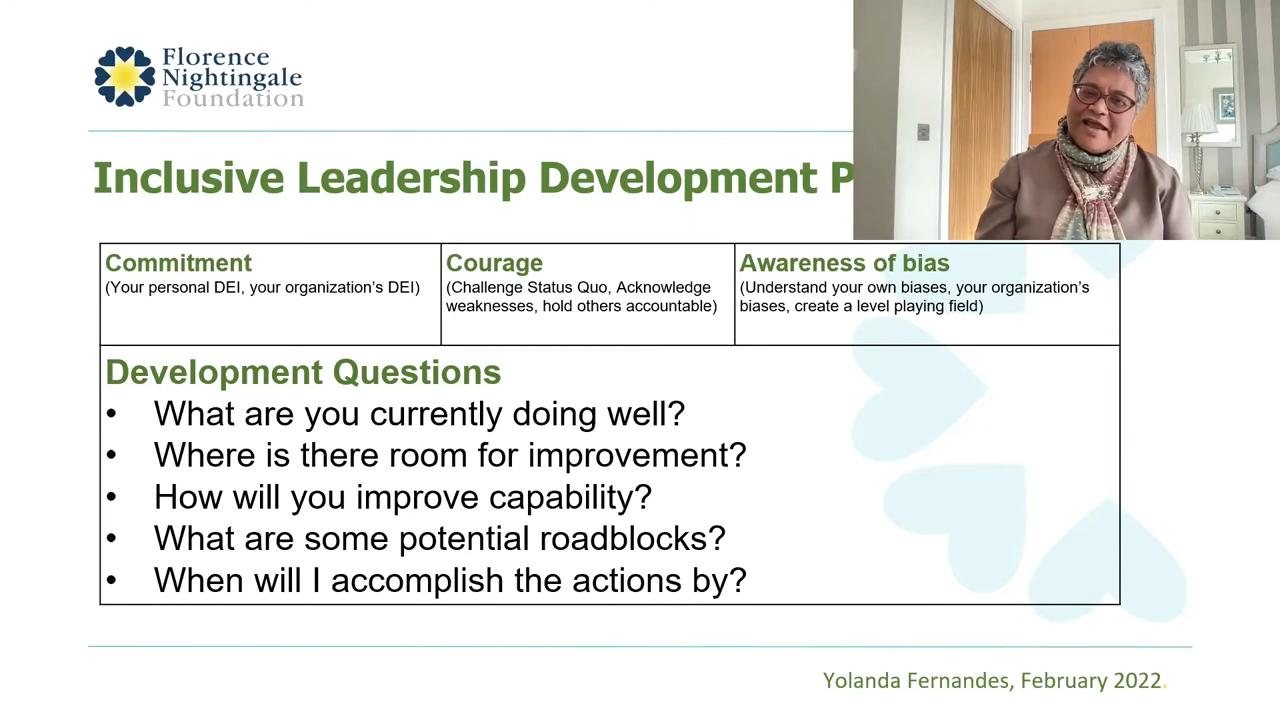 Florence
Nightingale
Foundation
Inclusive Leadership Development P
Commitment
(Your personal DEI, your organization's DEI)
Courage
(Challenge Status Quo, Acknowledge
weaknesses, hold others accountable)
Awareness of bias
(Understand your own biases, your organization's
biases, create a level playing field)
Development Questions
• What are you currently doing well?
• Where is there room for improvement?
• How will you improve capability?
• What are some potential roadblocks?
• When will I accomplish the actions by?
Yolanda Fernandes, February 2022.